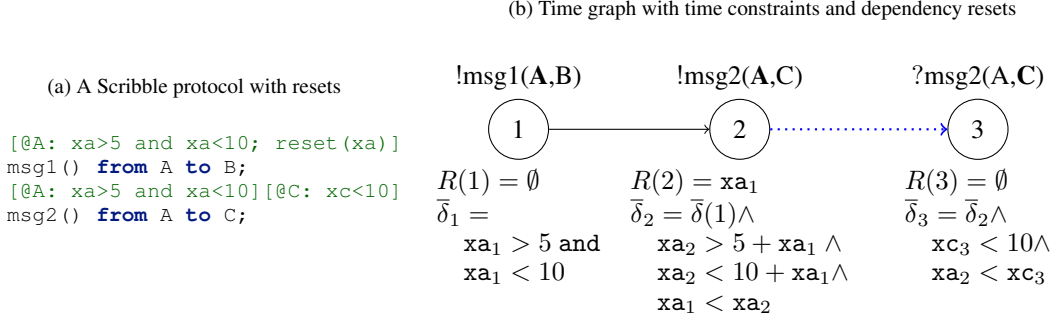 (b) Time graph with time constraints and dependency resets
(a) A Scribble protocol with resets
[@A: xa>5 and xa<10; reset(xa)]
msg1() from A to B;
[@A: xa>5 and xa<10][@C: xc<10]
msg2() from A to C;
!msg1(A,B) !msg2(A,C) ?msg2(A,C)
1 2 3
R(1) = ∅ R(2) = xa₁ R(3) = ∅
δ̅₁ = δ̅₂ = δ̅(1)∧ δ̅₃ = δ̅₂∧
xa₁ > 5 and xa₂ > 5 + xa₁ ∧ xc₃ < 10∧
xa₁ < 10 xa₂ < 10 + xa₁∧ xa₂ < xc₃
xa₁ < xa₂